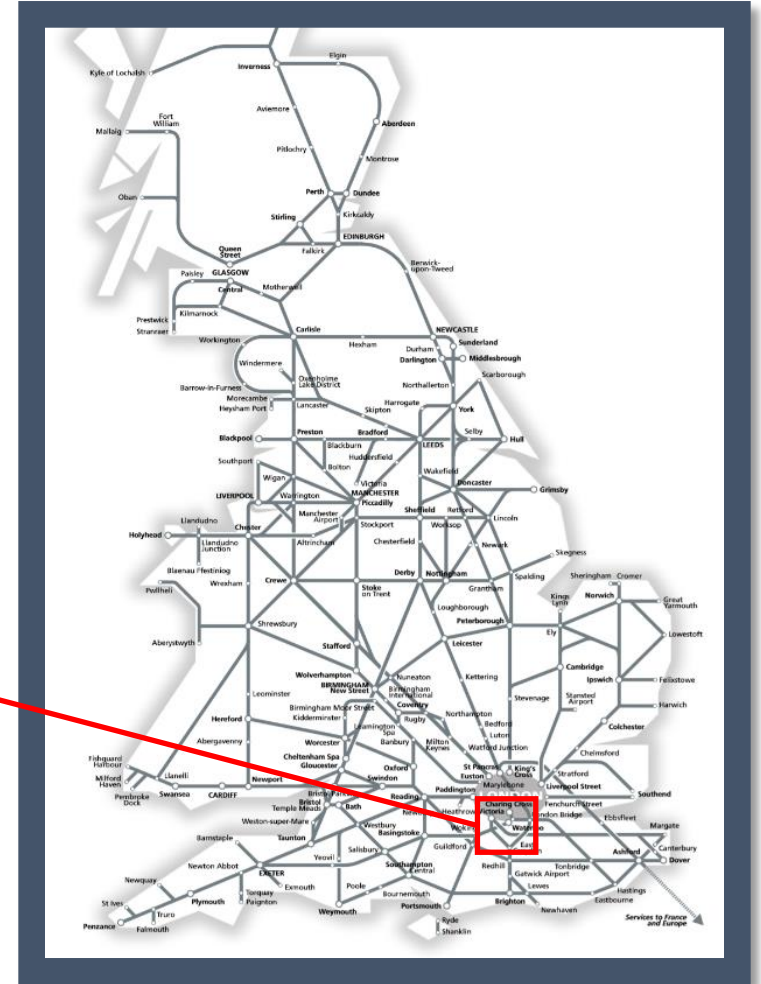 Elgin
Inverness
Kyle of Lochalsh
Aviemore
Fort
William
Aberdeen
Mallaig
Pitlochry
Montrose
Perth
Dundee
Oban
Stirling
Kirkcaldy
EDINBURGH
Queen
Street
Falkirk
Berwick-
upon-Tweed
Paisley
GLASGOW
Central
Motherwell
Prestwick
Kilmarnock
Stranraer
Carlisle
NEWCASTLE
Workington
Hexham
Sunderland
Durham
Darlington
Middlesbrough
Windermere
Scarborough
Oxenholme
Lake District
Northallerton
Barrow-in-Furness
Morecambe
Lancaster
Harrogate
Heysham Port
Skipton
York
Blackpool
Preston
Bradford
Selby
Blackburn
LEEDS
Hull
Southport
Huddersfield
Bolton
Wakefield
Wigan
Victoria
MANCHESTER
Doncaster
Grimsby
LIVERPOOL
Warrington
Piccadilly
Manchester
Airport
Sheffield
Retford
Llandudno
Chester
Stockport
Worksop
Lincoln
Holyhead
Llandudno
Junction
Altrincham
Chesterfield
Newark
Skegness
Blaenau Ffestiniog
Derby
Nottingham
Pwllheli
Wrexham
Crewe
Stoke
on Trent
Grantham
Spalding
Sheringham
Cromer
Kings
Lynn
Norwich
Great
Yarmouth
Loughborough
Peterborough
Shrewsbury
Ely
Lowestoft
Aberystwyth
Stafford
Leicester
Cambridge
Wolverhampton
Nuneaton
Kettering
BIRMINGHAM
New Street
Birmingham
International
Ipswich
Felixstowe
Leominster
Stevenage
Stansted
Airport
Birmingham Moor Street
Coventry
Harwich
Hereford
Kidderminster
Rugby
Northampton
Leamington
Spa
Bedford
Colchester
Abergavenny
Worcester
Banbury
Milton
Keynes
Luton
Cheltenham Spa
Watford Junction
Chelmsford
Fishguard
Harbour
Gloucester
Oxford
St Pancras
King's
Cross
Euston
Stratford
Milford
Haven
Llanelli
Newport
Swindon
Marylebone
Liverpool Street
Pembroke
Dock
Swansea
CARDIFF
Reading
Paddington
Southend
Bristol
Temple Meads
Bath
Heathrow
Victoria
Charing Cross
Fenchurch Street
Ebbsfleet
Weston-super-Mare
Westbury
Waterloo
Margate
Barnstaple
Taunton
Basingstoke
Guildford
Canterbury
Salisbury
Ashford
Newton Abbot
Yeovil
Southampton
Central
Redhill
Tonbridge
Dover
EXETER
Gatwick Airport
Newquay
Exmouth
Poole
Lewes
Hastings
Torquay
Bournemouth
Eastbourne
St Ives
Plymouth
Paignton
Portsmouth
Brighton
Newhaven
Truro
Weymouth
Ryde
Services to France
and Europe
Penzance
Falmouth
Shanklin